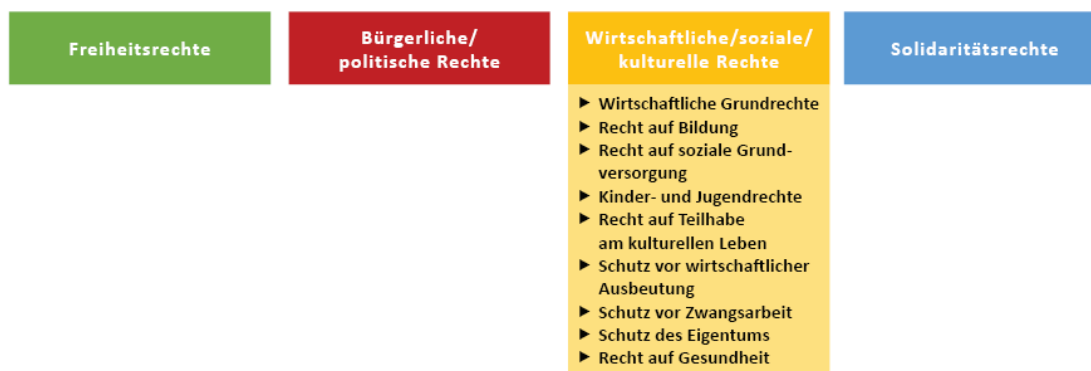 Freiheitsrechte
Bürgerliche/
politische Rechte
Wirtschaftliche/soziale/
kulturelle Rechte
Solidaritätsrechte
▶ Wirtschaftliche Grundrechte
▶ Recht auf Bildung
▶ Recht auf soziale Grund-
versorgung
▶ Kinder- und Jugendrechte
▶ Recht auf Teilhabe
am kulturellen Leben
▶ Schutz vor wirtschaftlicher
Ausbeutung
▶ Schutz vor Zwangsarbeit
▶ Schutz des Eigentums
▶ Recht auf Gesundheit